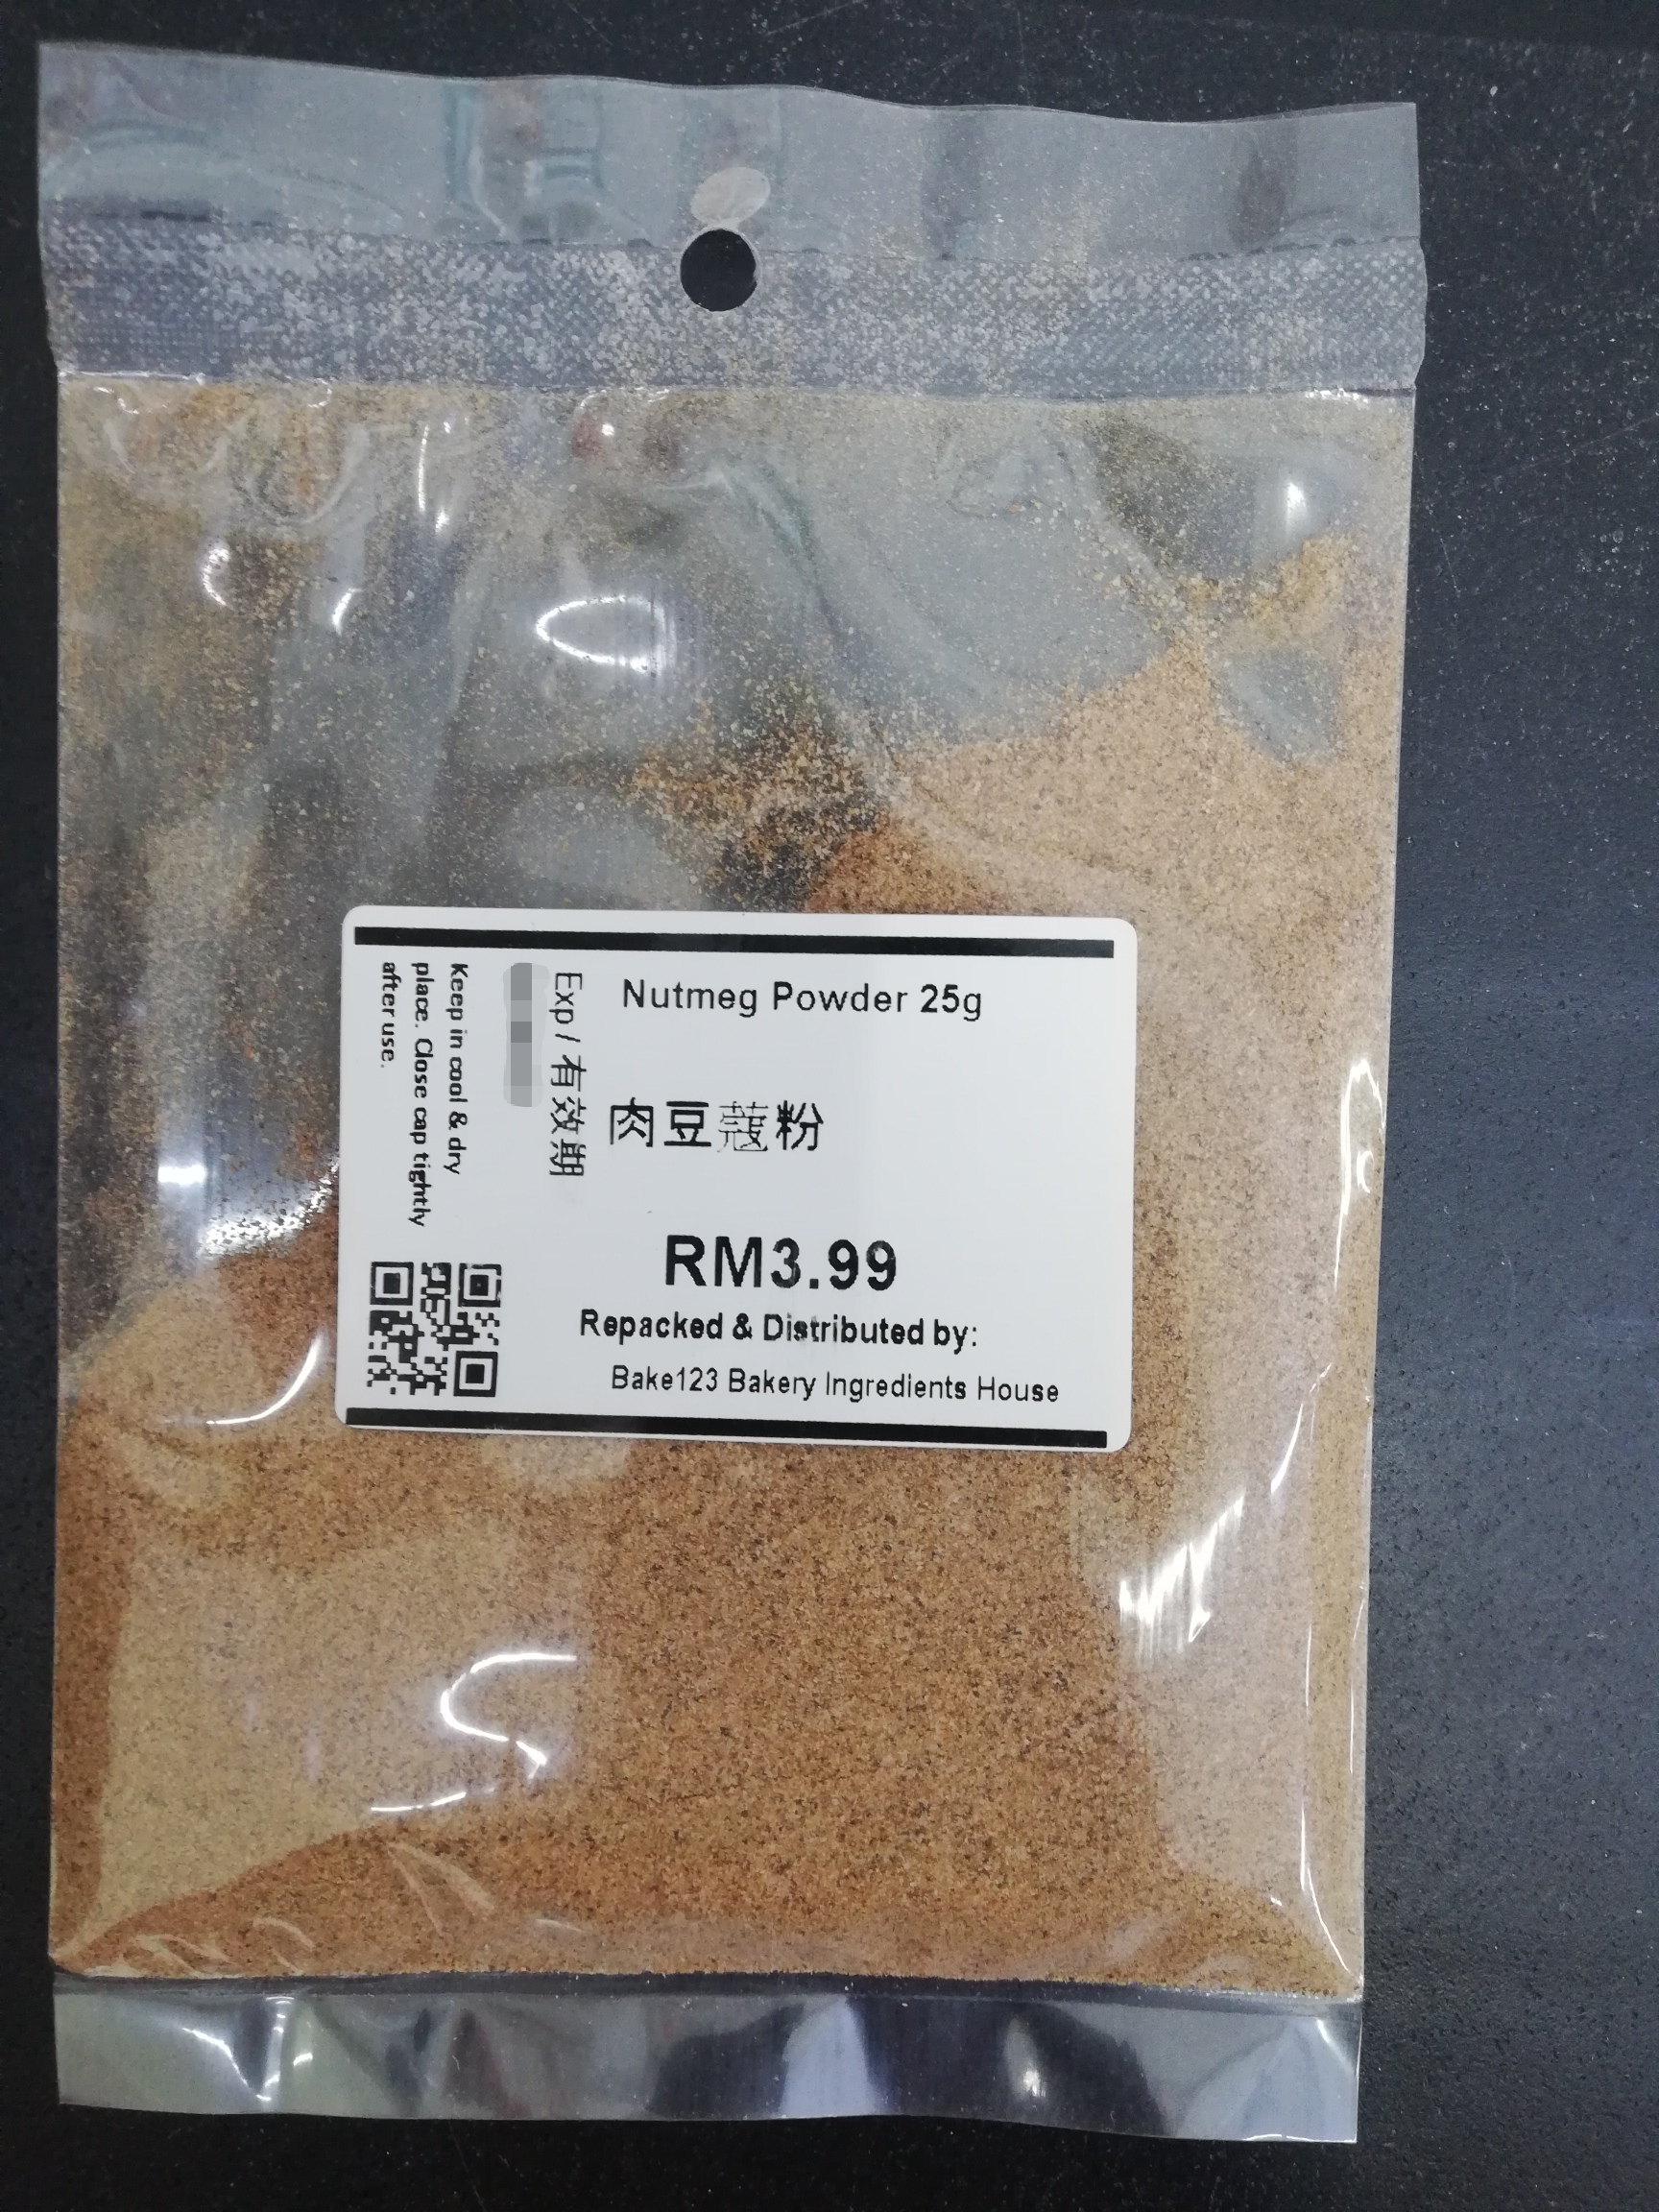 Nutmeg Powder 25g
肉豆蔻粉
RM3.99
Repacked & Distributed by:
Bake123 Bakery Ingredients House
Exp / 有效期
Keep in cool & dry
place. Close cap tightly
after use.